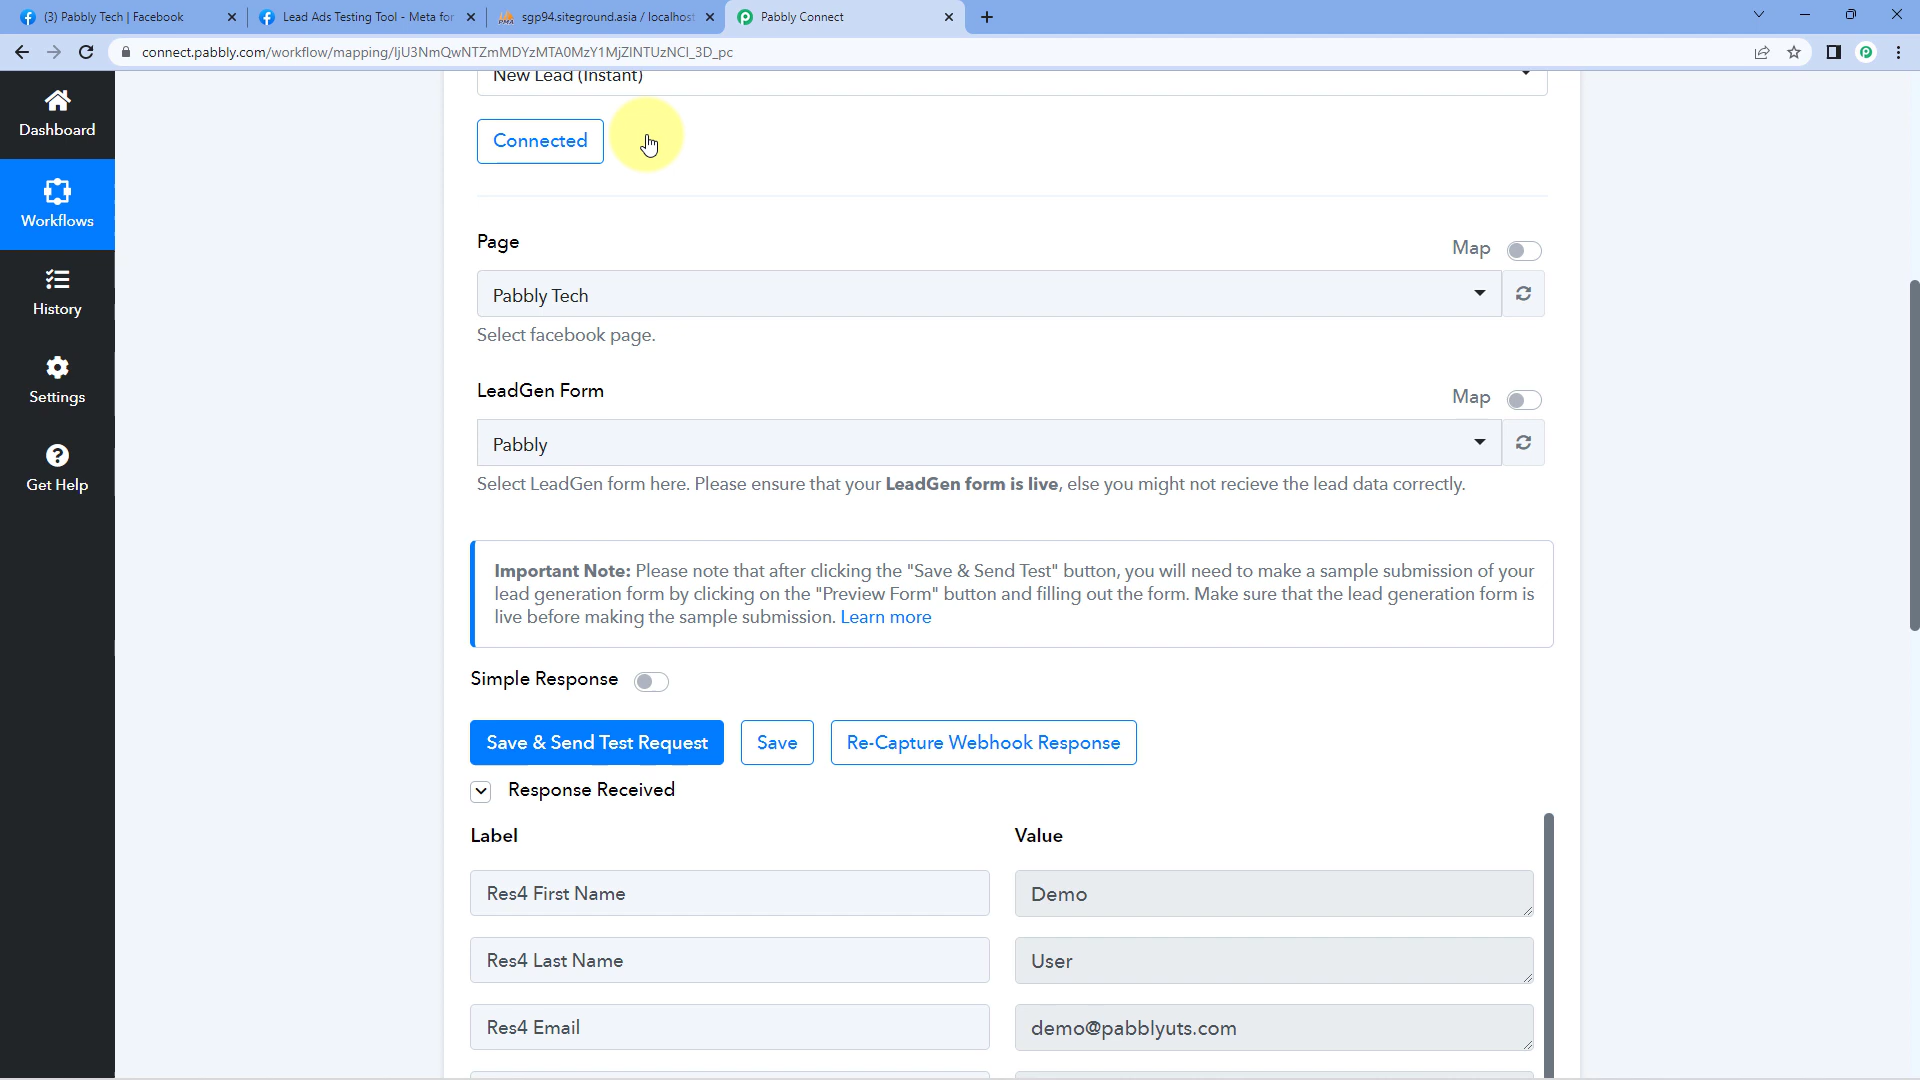 (3) Pabbly Tech | Facebook
Lead Ads Testing Tool - Meta for
sgp94.siteground.asia / localhost
Pabbly Connect
connect.pabbly.com/workflow/mapping/IjU3NmQwNTZmMDYzMTA0MzY1MjZlNTUzNCI_3D_pc
New Lead (Instant)
Dashboard
Connected
Workflows
Page
Map
History
Pabbly Tech
Select facebook page.
Settings
LeadGen Form
Map
Pabbly
Get Help
Select LeadGen form here. Please ensure that your LeadGen form is live, else you might not recieve the lead data correctly.
Important Note: Please note that after clicking the "Save & Send Test" button, you will need to make a sample submission of your
lead generation form by clicking on the "Preview Form" button and filling out the form. Make sure that the lead generation form is
live before making the sample submission. Learn more
Simple Response
Save & Send Test Request
Save
Re-Capture Webhook Response
Response Received
Label
Value
Res4 First Name
Demo
Res4 Last Name
User
Res4 Email
demo@pabblyuts.com